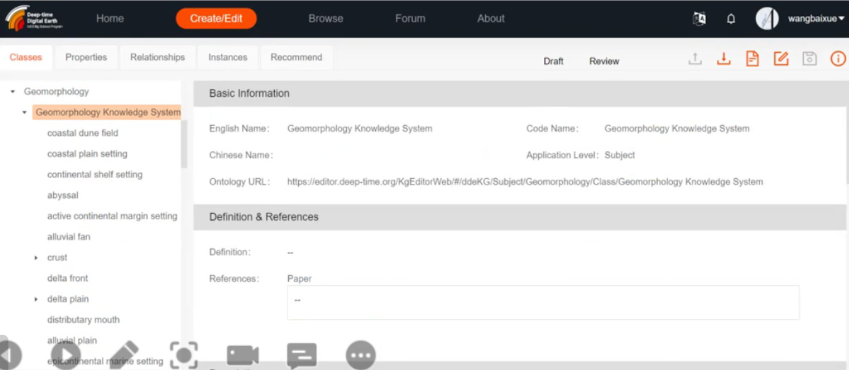 Deep-time
Digital Earth
Home
Create/Edit
Browse
Forum
About
wangbaixue
Classes
Properties
Relationships
Instances
Recommend
Draft
Review
Geomorphology
Geomorphology Knowledge System
coastal dune field
coastal plain setting
continental shelf setting
abyssal
active continental margin setting
alluvial fan
crust
delta front
delta plain
distributary mouth
alluvial plain
epicontinental marine setting
Basic Information
English Name: Geomorphology Knowledge System
Code Name: Geomorphology Knowledge System
Chinese Name:
Application Level: Subject
Ontology URL: https://editor.deep-time.org/KgEditorWeb/#/ddeKG/Subject/Geomorphology/Class/Geomorphology Knowledge System
Definition & References
Definition: --
References: Paper
--